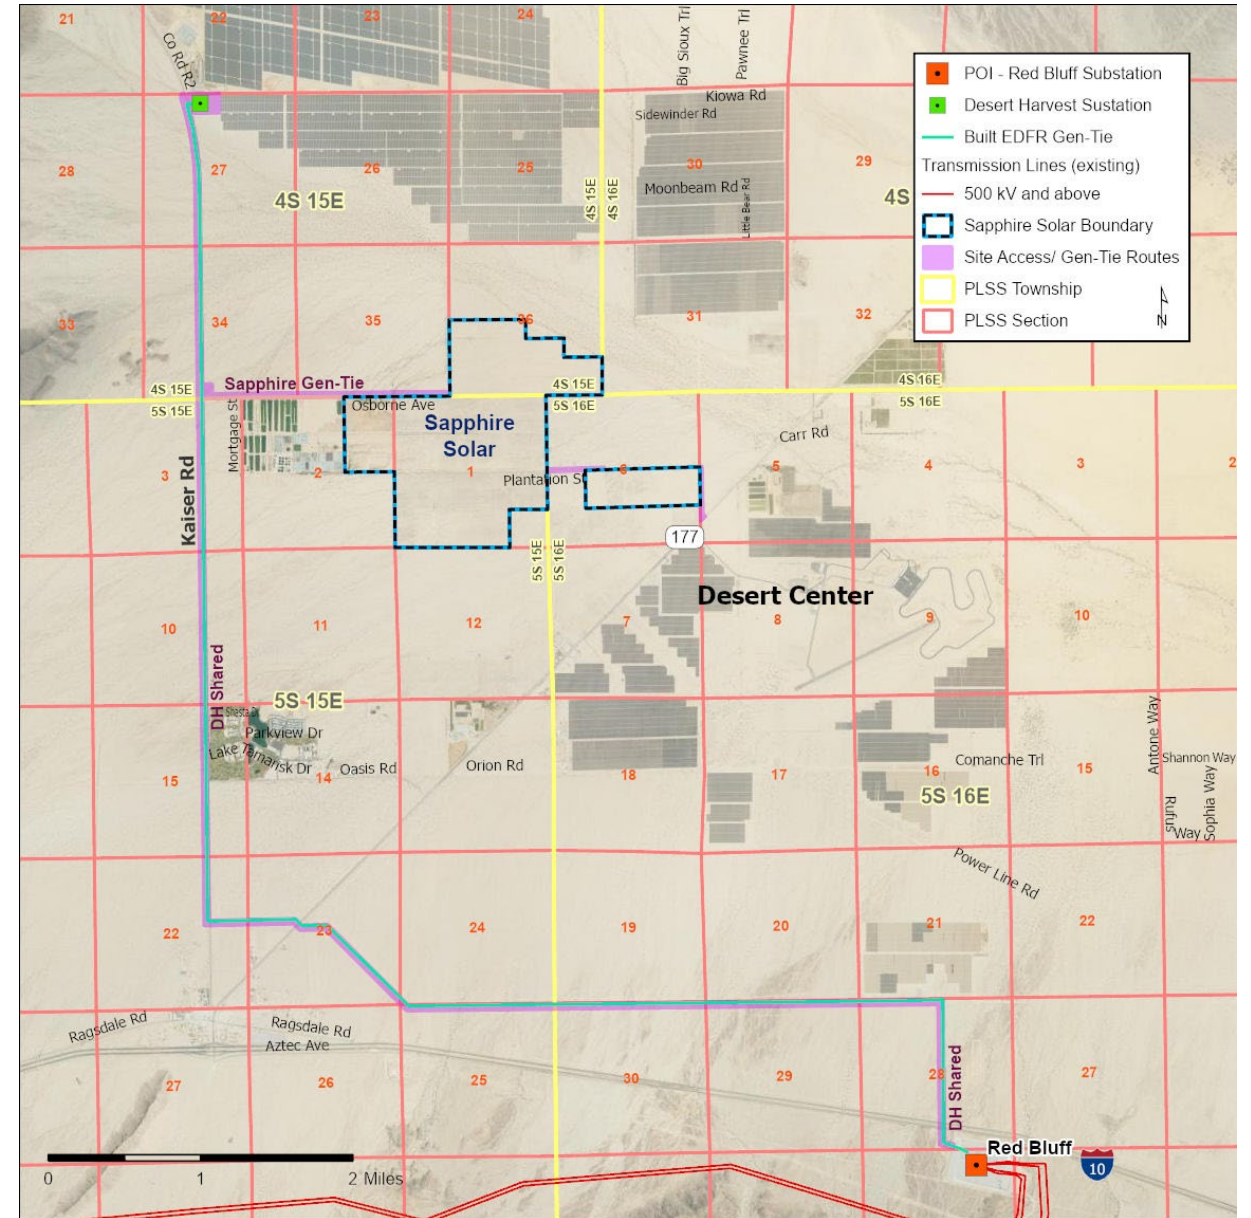 21
22
23
24
Co Rd R2
Big Sioux Trl
Pawnee Trl
Kiowa Rd
Sidewinder Rd
28
27
26
25
30
29
Moonbeam Rd
Little Bear Rd
4S 15E
4S 15E
4S 16E
4S
POI - Red Bluff Substation
Desert Harvest Sustation
Built EDFR Gen-Tie
Transmission Lines (existing)
500 kV and above
Sapphire Solar Boundary
Site Access/ Gen-Tie Routes
PLSS Township
PLSS Section
N
33
34
35
36
31
32
4S 15E
5S 15E
Sapphire Gen-Tie
4S 15E
5S 16E
4S 16E
5S 16E
Mortgage St
Osborne Ave
Sapphire
Solar
Carr Rd
3
2
1
Plantation St
6
5
4
3
2
Kaiser Rd
177
5S 15E
5S 16E
Desert Center
10
11
12
7
8
9
10
DH Shared
5S 15E
Shasta Dr
Parkview Dr
Lake Tamarisk Dr
15
14
Oasis Rd
Orion Rd
18
17
16
Comanche Trl
15
5S 16E
Antone Way
Shannon Way
Rufus
Way
Sophia Way
Power Line Rd
22
23
24
19
20
21
22
Ragsdale Rd
Ragsdale Rd
Aztec Ave
27
26
25
30
29
28
27
DH Shared
Red Bluff
10
0
1
2 Miles